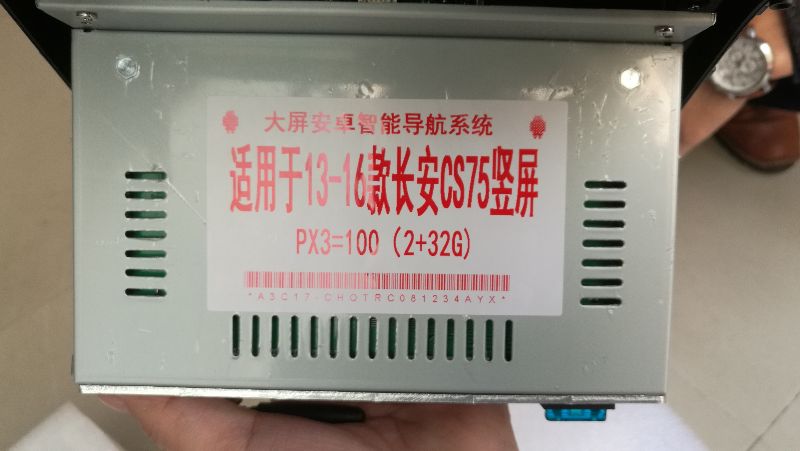 大屏安卓智能导航系统
适用于13-16款长安CS75竖屏
PX3=100（2+32G）
*A3C17-CHQTRC081234AYX*